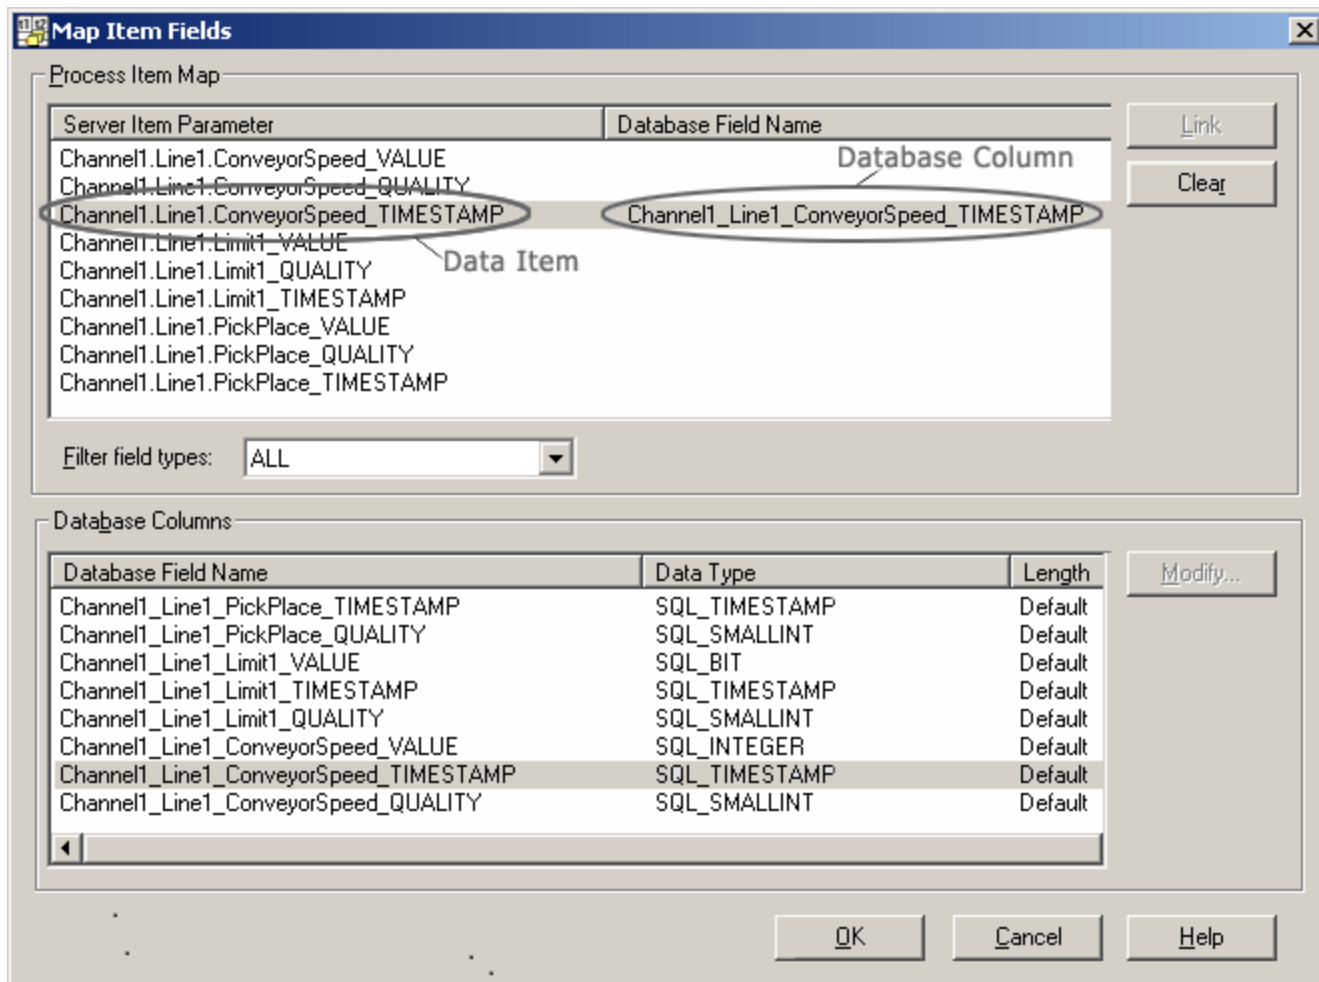 Map Item Fields
Process Item Map
Server Item Parameter Database Field Name Link
Channel1.Line1.ConveyorSpeed_VALUE Database Column
Channel1.Line1.ConveyorSpeed_QUALITY Clear
Channel1.Line1.ConveyorSpeed_TIMESTAMP Channel1_Line1_ConveyorSpeed_TIMESTAMP
Channel1.Line1.Limit1_VALUE
Data Item
Channel1.Line1.Limit1_QUALITY
Channel1.Line1.Limit1_TIMESTAMP
Channel1.Line1.PickPlace_VALUE
Channel1.Line1.PickPlace_QUALITY
Channel1.Line1.PickPlace_TIMESTAMP
Filter field types: ALL
Database Columns
Database Field Name Data Type Length Modify...
Channel1_Line1_PickPlace_TIMESTAMP SQL_TIMESTAMP Default
Channel1_Line1_PickPlace_QUALITY SQL_SMALLINT Default
Channel1_Line1_Limit1_VALUE SQL_BIT Default
Channel1_Line1_Limit1_TIMESTAMP SQL_TIMESTAMP Default
Channel1_Line1_Limit1_QUALITY SQL_SMALLINT Default
Channel1_Line1_ConveyorSpeed_VALUE SQL_INTEGER Default
Channel1_Line1_ConveyorSpeed_TIMESTAMP SQL_TIMESTAMP Default
Channel1_Line1_ConveyorSpeed_QUALITY SQL_SMALLINT Default
OK Cancel Help